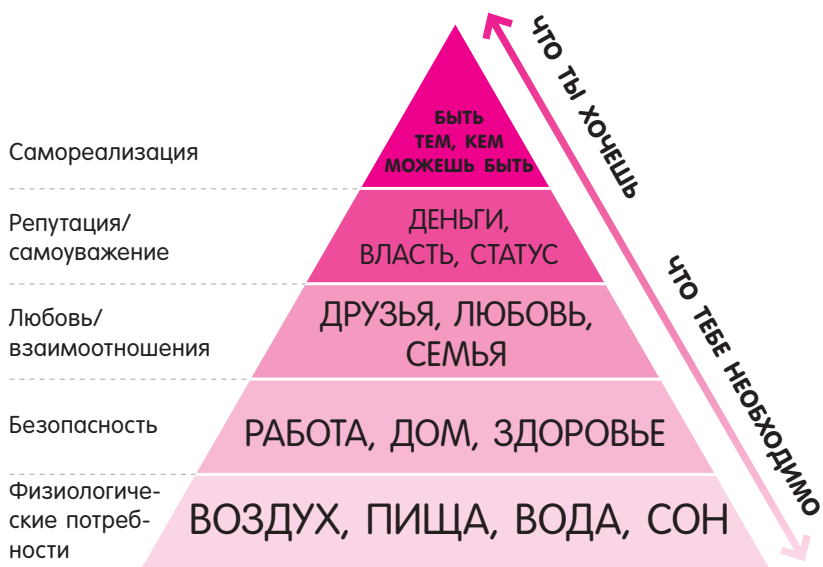 ЧТО ТЫ ХОЧЕШЬ
Самореализация
БЫТЬ
ТЕМ, КЕМ
МОЖЕШЬ БЫТЬ
Репутация/
самоуважение
ДЕНЬГИ,
ВЛАСТЬ, СТАТУС
Любовь/
взаимоотношения
ДРУЗЬЯ, ЛЮБОВЬ,
СЕМЬЯ
ЧТО ТЕБЕ НЕОБХОДИМО
Безопасность
РАБОТА, ДОМ, ЗДОРОВЬЕ
Физиологиче-
ские потреб-
ности
ВОЗДУХ, ПИЩА, ВОДА, СОН